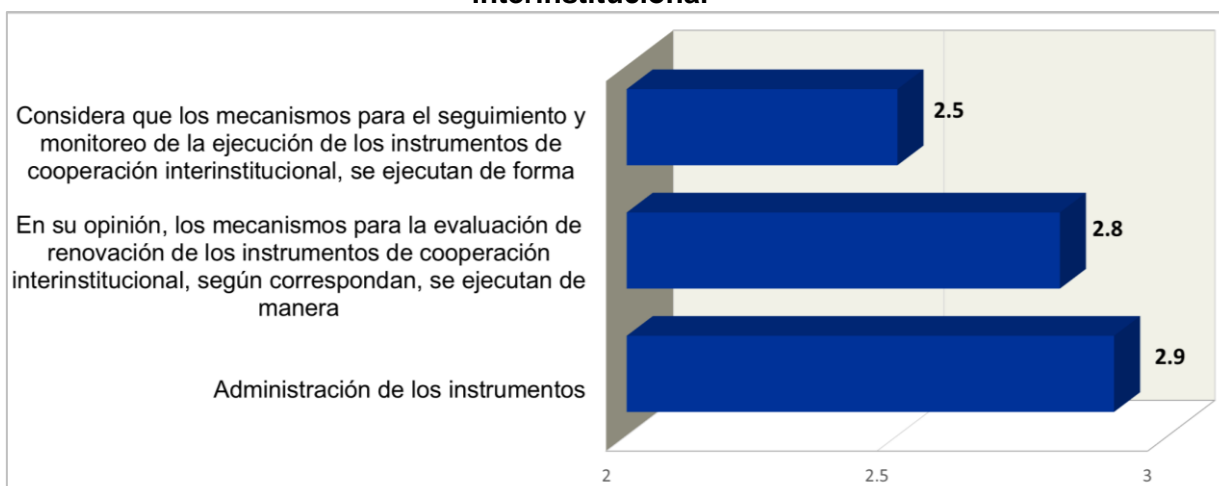 interinstitucional
Considera que los mecanismos para el seguimiento y
monitoreo de la ejecución de los instrumentos de
cooperación interinstitucional, se ejecutan de forma
2.5
En su opinión, los mecanismos para la evaluación de
renovación de los instrumentos de cooperación
interinstitucional, según correspondan, se ejecutan de
manera
2.8
Administración de los instrumentos
2.9
2
2.5
3